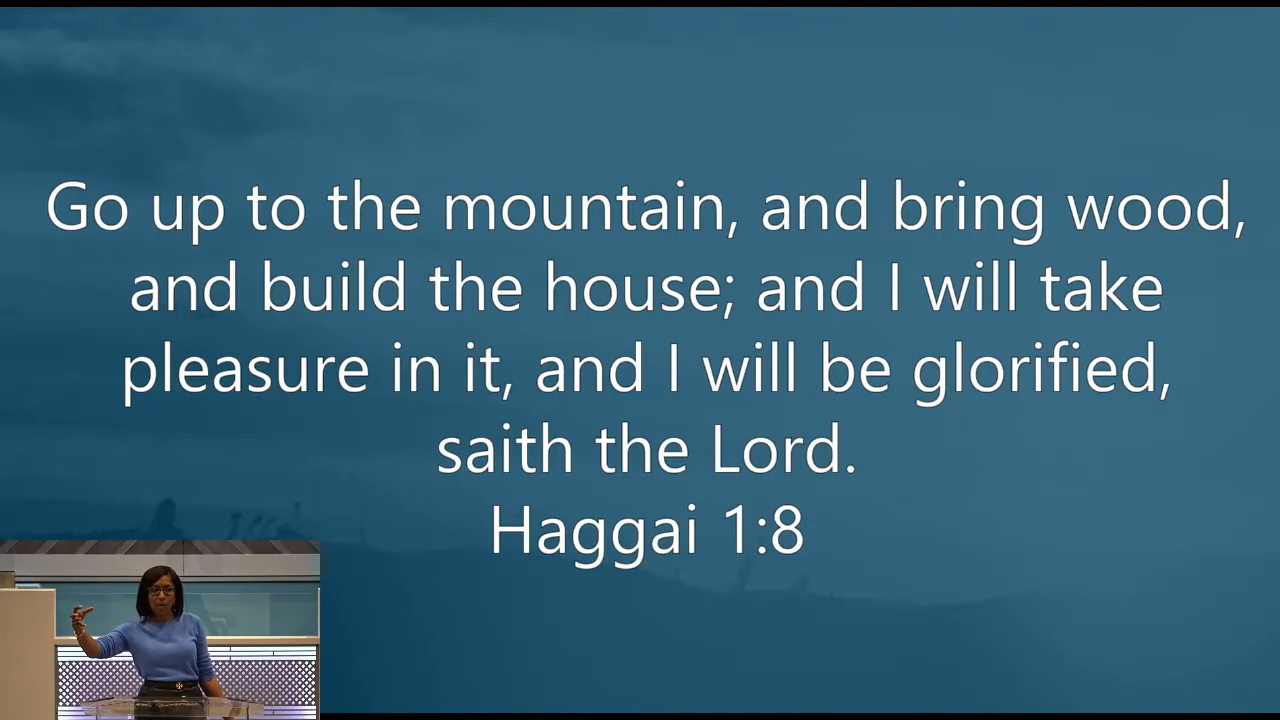 Go up to the mountain, and bring wood,
and build the house; and I will take
pleasure in it, and I will be glorified,
saith the Lord.
Haggai 1:8